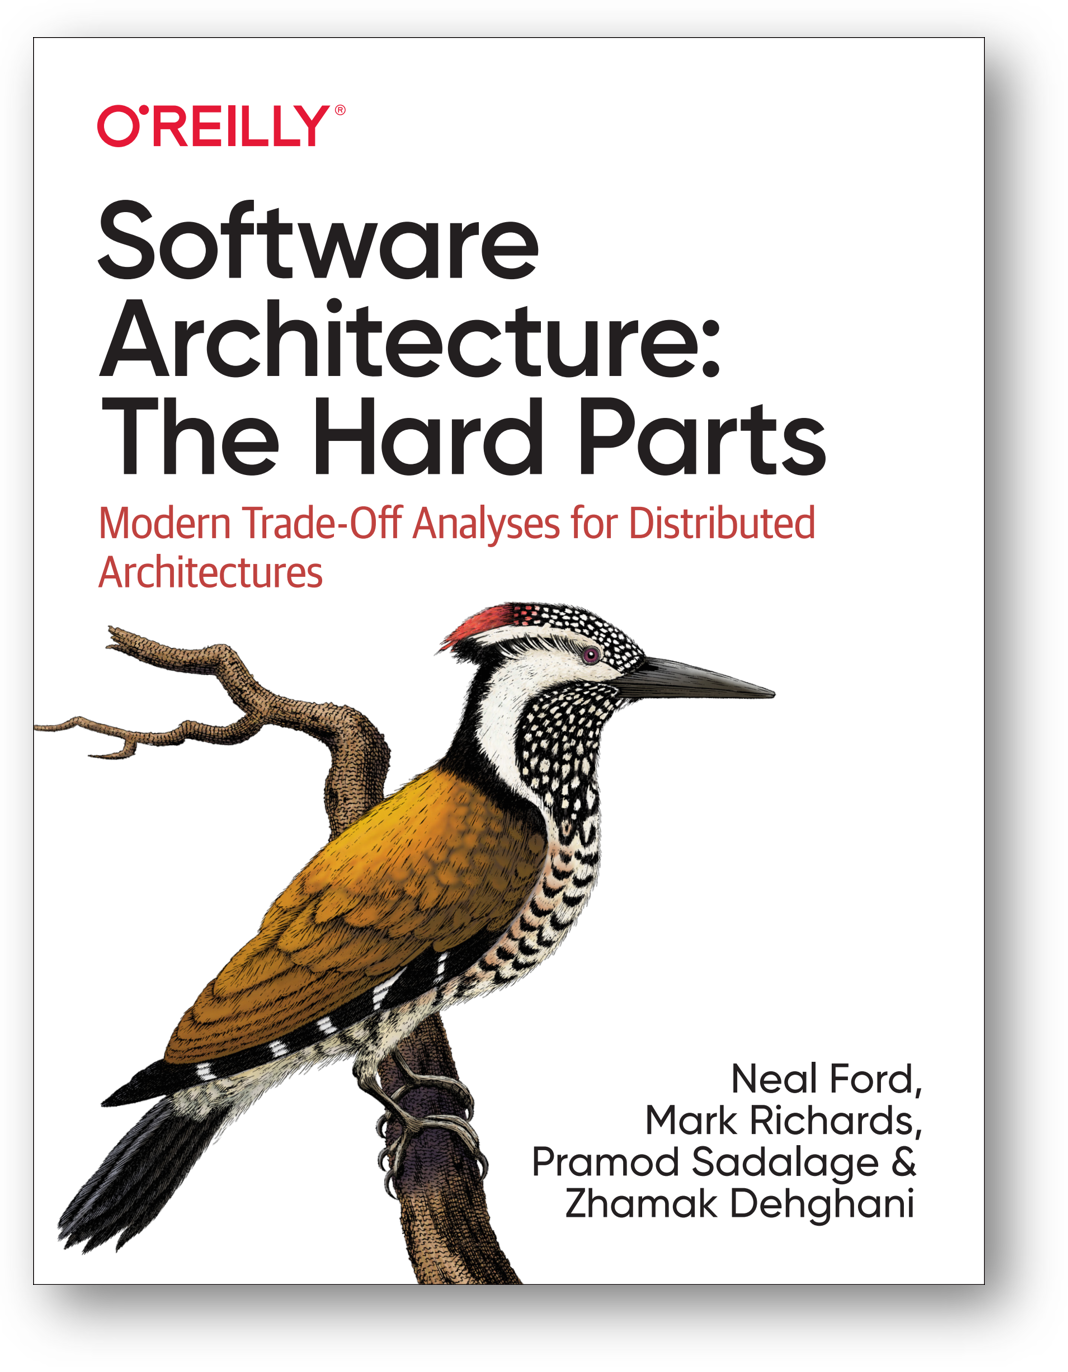 O'REILLY®
Software
Architecture:
The Hard Parts
Modern Trade-Off Analyses for Distributed
Architectures
Neal Ford,
Mark Richards,
Pramod Sadalage &
Zhamak Dehghani